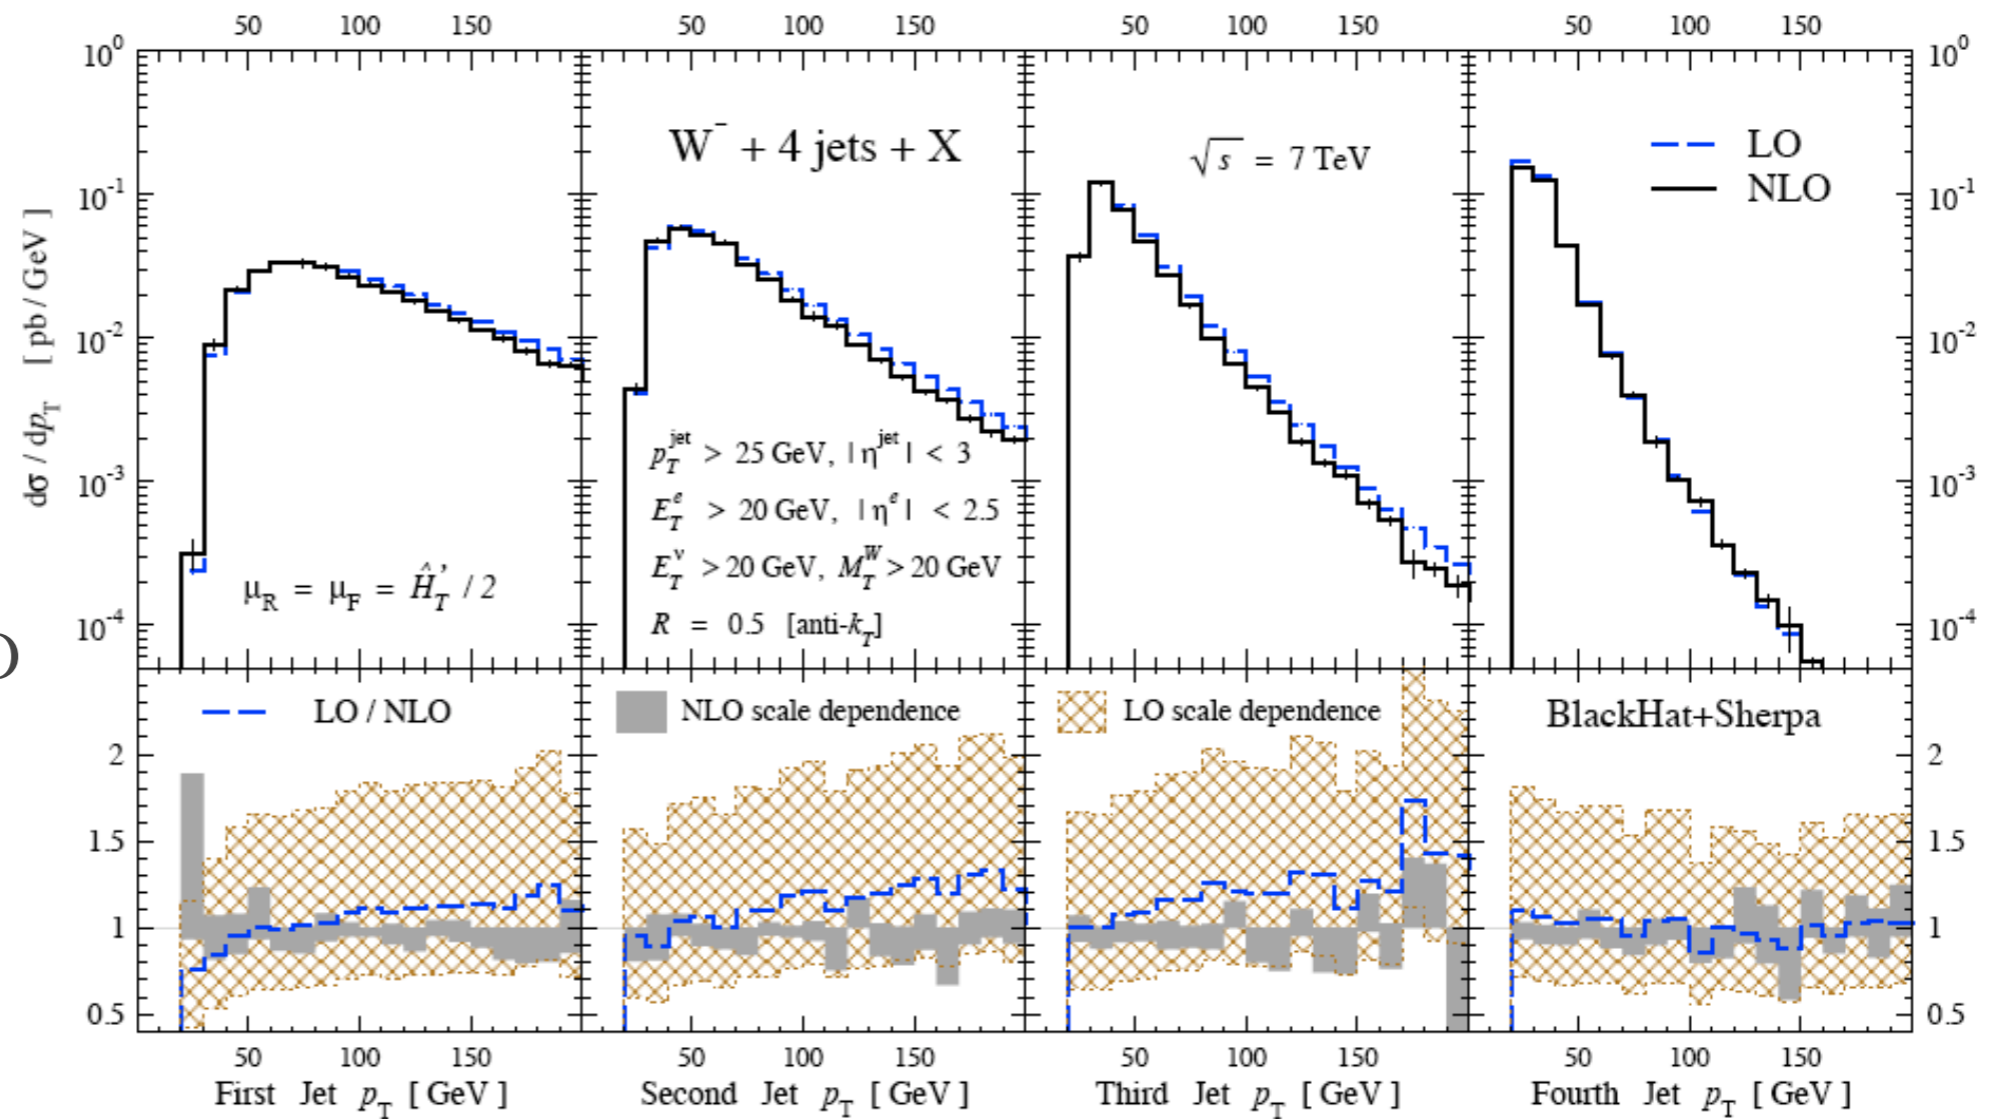 50 100 150 50 100 150 50 100 150 50 100 150
10^0 10^0
W^- + 4 jets + X
√s = 7 TeV
LO
NLO
10^-1 10^-1
dσ / dp_T [ pb / GeV ]
10^-2 10^-2
p_T^jet > 25 GeV, | η^jet | < 3
10^-3 10^-3
E_T^e > 20 GeV, | η^e | < 2.5
E_T^ν > 20 GeV, M_T^W > 20 GeV
μ_R = μ_F = Ĥ_T' / 2
R = 0.5 [anti-k_T]
10^-4 10^-4
LO / NLO
NLO scale dependence
LO scale dependence
BlackHat+Sherpa
2 2
1.5 1.5
1 1
0.5 0.5
50 100 150 50 100 150 50 100 150 50 100 150
First Jet p_T [ GeV ]
Second Jet p_T [ GeV ]
Third Jet p_T [ GeV ]
Fourth Jet p_T [ GeV ]